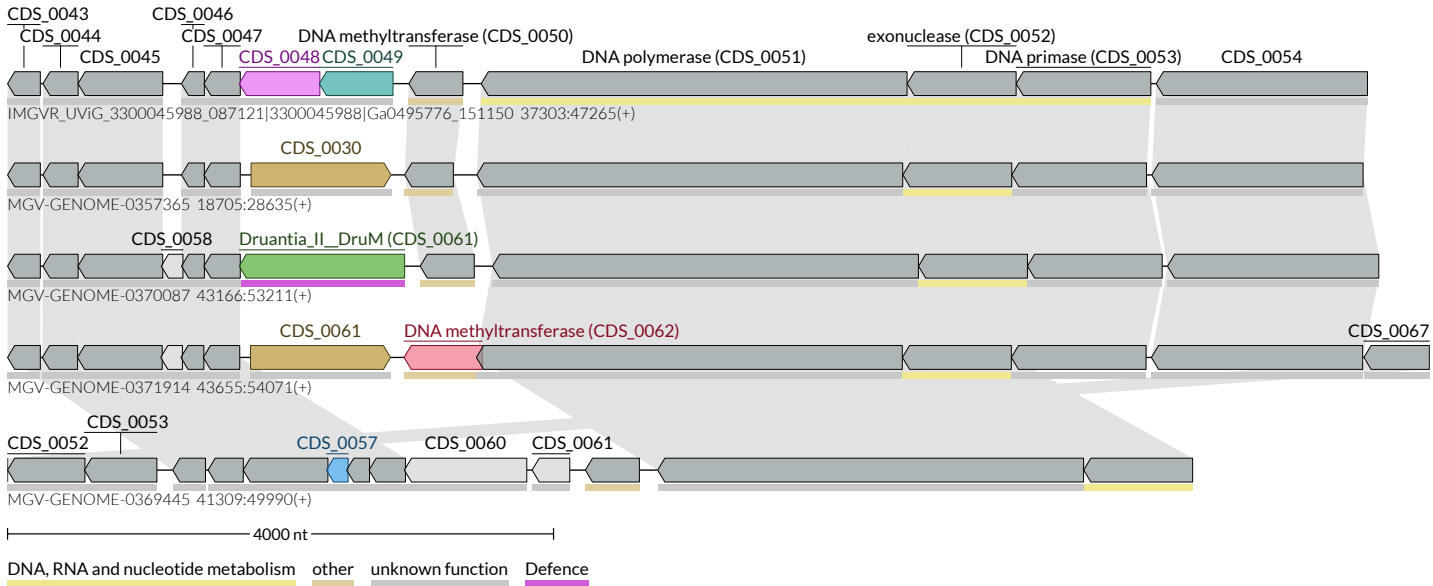 CDS_0043
CDS_0046
CDS_0044
CDS_0047
DNA methyltransferase (CDS_0050)
exonuclease (CDS_0052)
CDS_0045
CDS_0048
CDS_0049
DNA polymerase (CDS_0051)
DNA primase (CDS_0053)
CDS_0054
IMGVR_UViG_3300045988_087121|3300045988|Ga0495776_151150 37303:47265(+)
CDS_0030
MGV-GENOME-0357365 18705:28635(+)
CDS_0058
Druantia_II__DruM (CDS_0061)
MGV-GENOME-0370087 43166:53211(+)
CDS_0061
DNA methyltransferase (CDS_0062)
CDS_0067
MGV-GENOME-0371914 43655:54071(+)
CDS_0053
CDS_0052
CDS_0057
CDS_0060
CDS_0061
MGV-GENOME-0369445 41309:49990(+)
4000 nt
DNA, RNA and nucleotide metabolism
other
unknown function
Defence